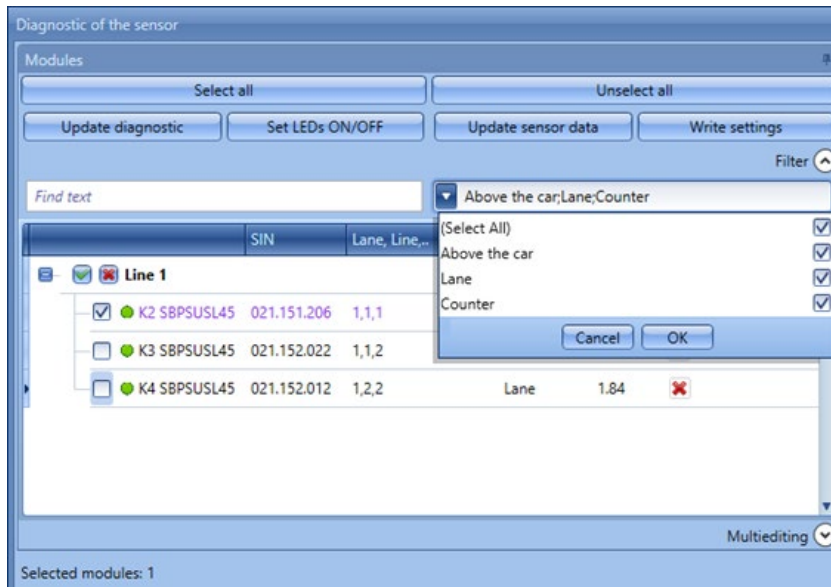 Diagnostic of the sensor
Modules
Select all
Unselect all
Update diagnostic
Set LEDs ON/OFF
Update sensor data
Write settings
Filter
Find text
Above the car;Lane;Counter
SIN
Lane, Line,..
(Select All)
Above the car
Lane
Counter
Cancel
OK
Line 1
K2 SBPSUSL45 021.151.206 1,1,1
K3 SBPSUSL45 021.152.022 1,1,2
K4 SBPSUSL45 021.152.012 1,2,2 Lane 1.84
Multiediting
Selected modules: 1